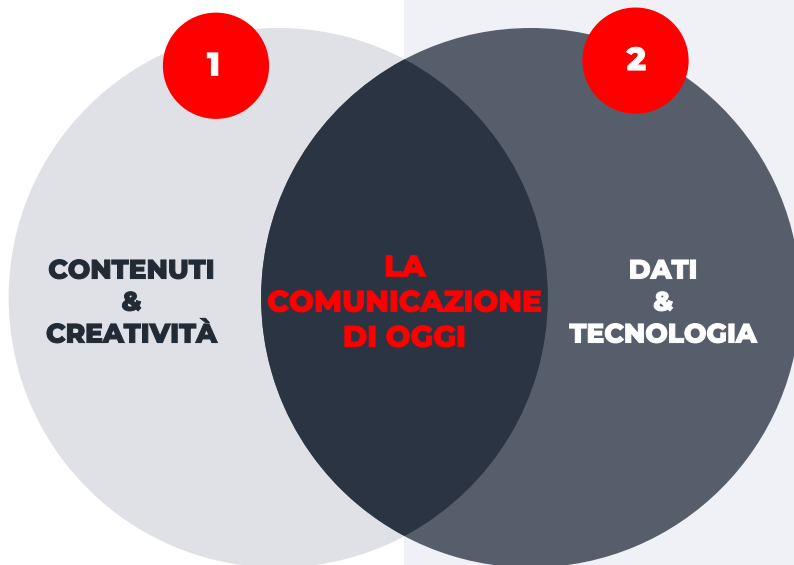 1
2
CONTENUTI
&
CREATIVITÀ
LA
COMUNICAZIONE
DI OGGI
DATI
&
TECNOLOGIA